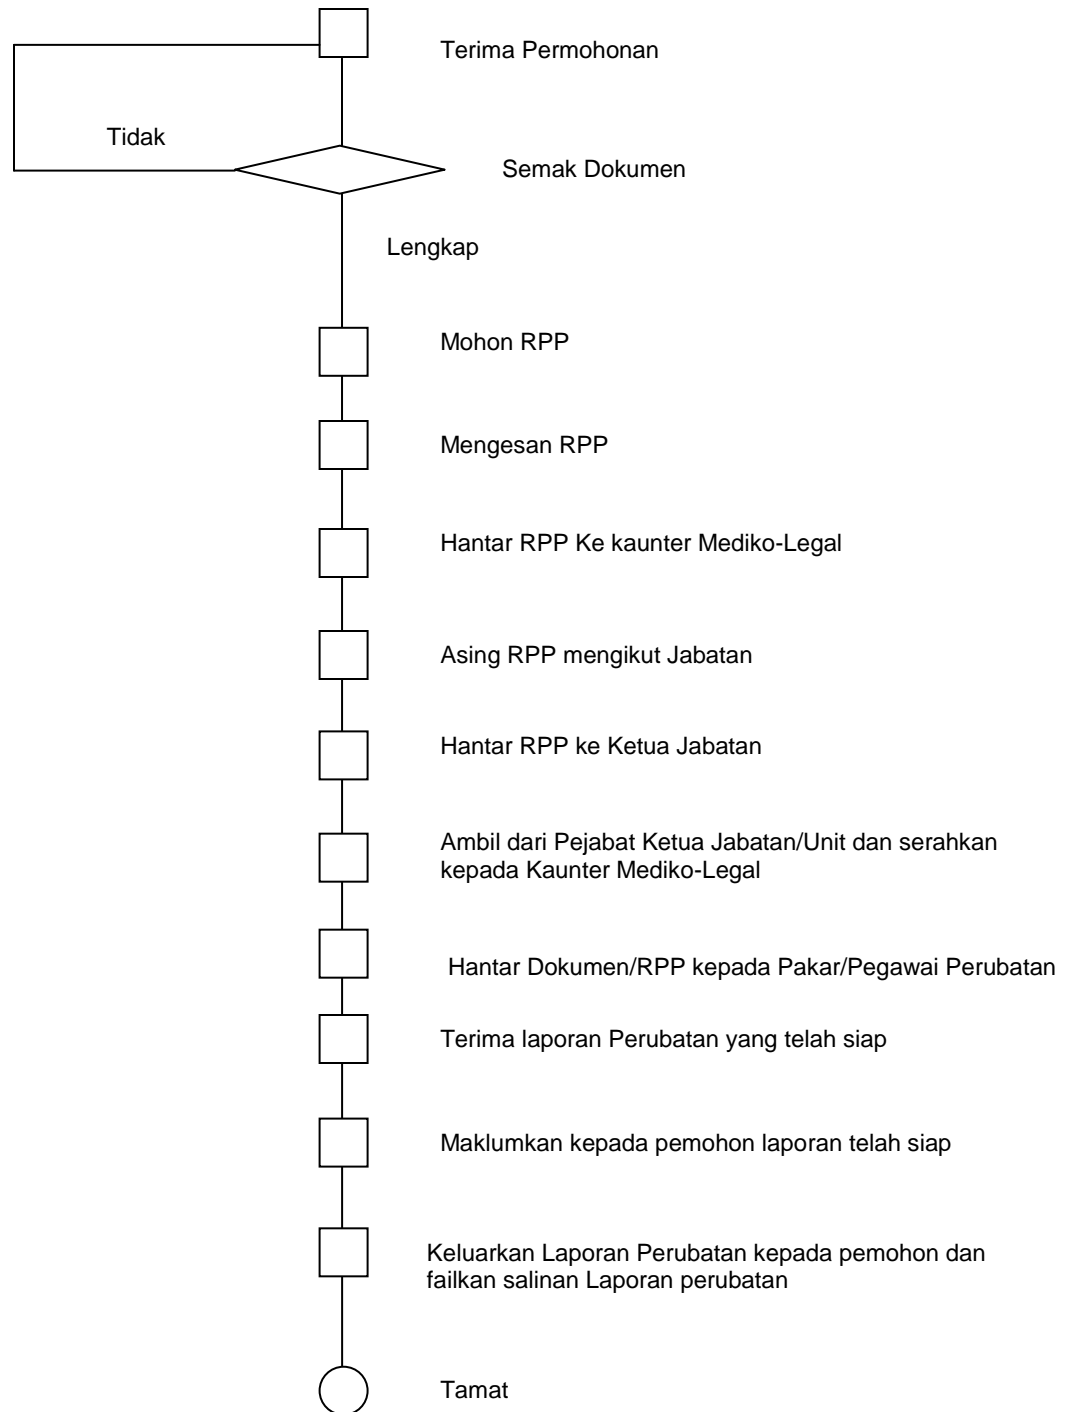 Terima Permohonan
Tidak
Semak Dokumen
Lengkap
Mohon RPP
Mengesan RPP
Hantar RPP Ke kaunter Mediko-Legal
Asing RPP mengikut Jabatan
Hantar RPP ke Ketua Jabatan
Ambil dari Pejabat Ketua Jabatan/Unit dan serahkan
kepada Kaunter Mediko-Legal
Hantar Dokumen/RPP kepada Pakar/Pegawai Perubatan
Terima laporan Perubatan yang telah siap
Maklumkan kepada pemohon laporan telah siap
Keluarkan Laporan Perubatan kepada pemohon dan
failkan salinan Laporan perubatan
Tamat